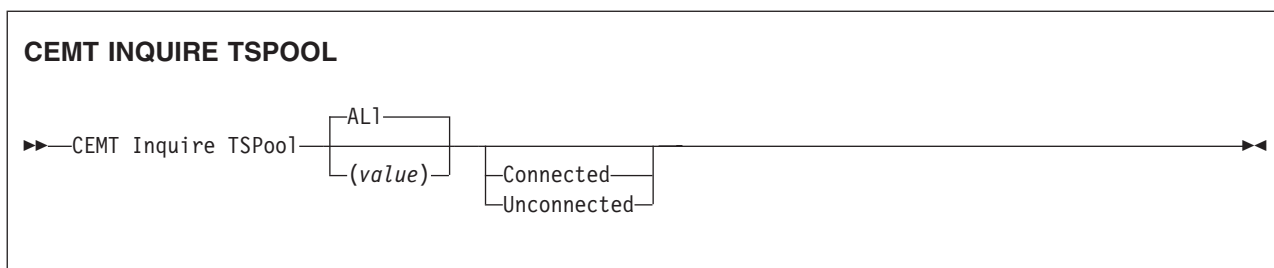 CEMT INQUIRE TSPOOL
ALl
CEMT Inquire TSPool
(value)
Connected
Unconnected